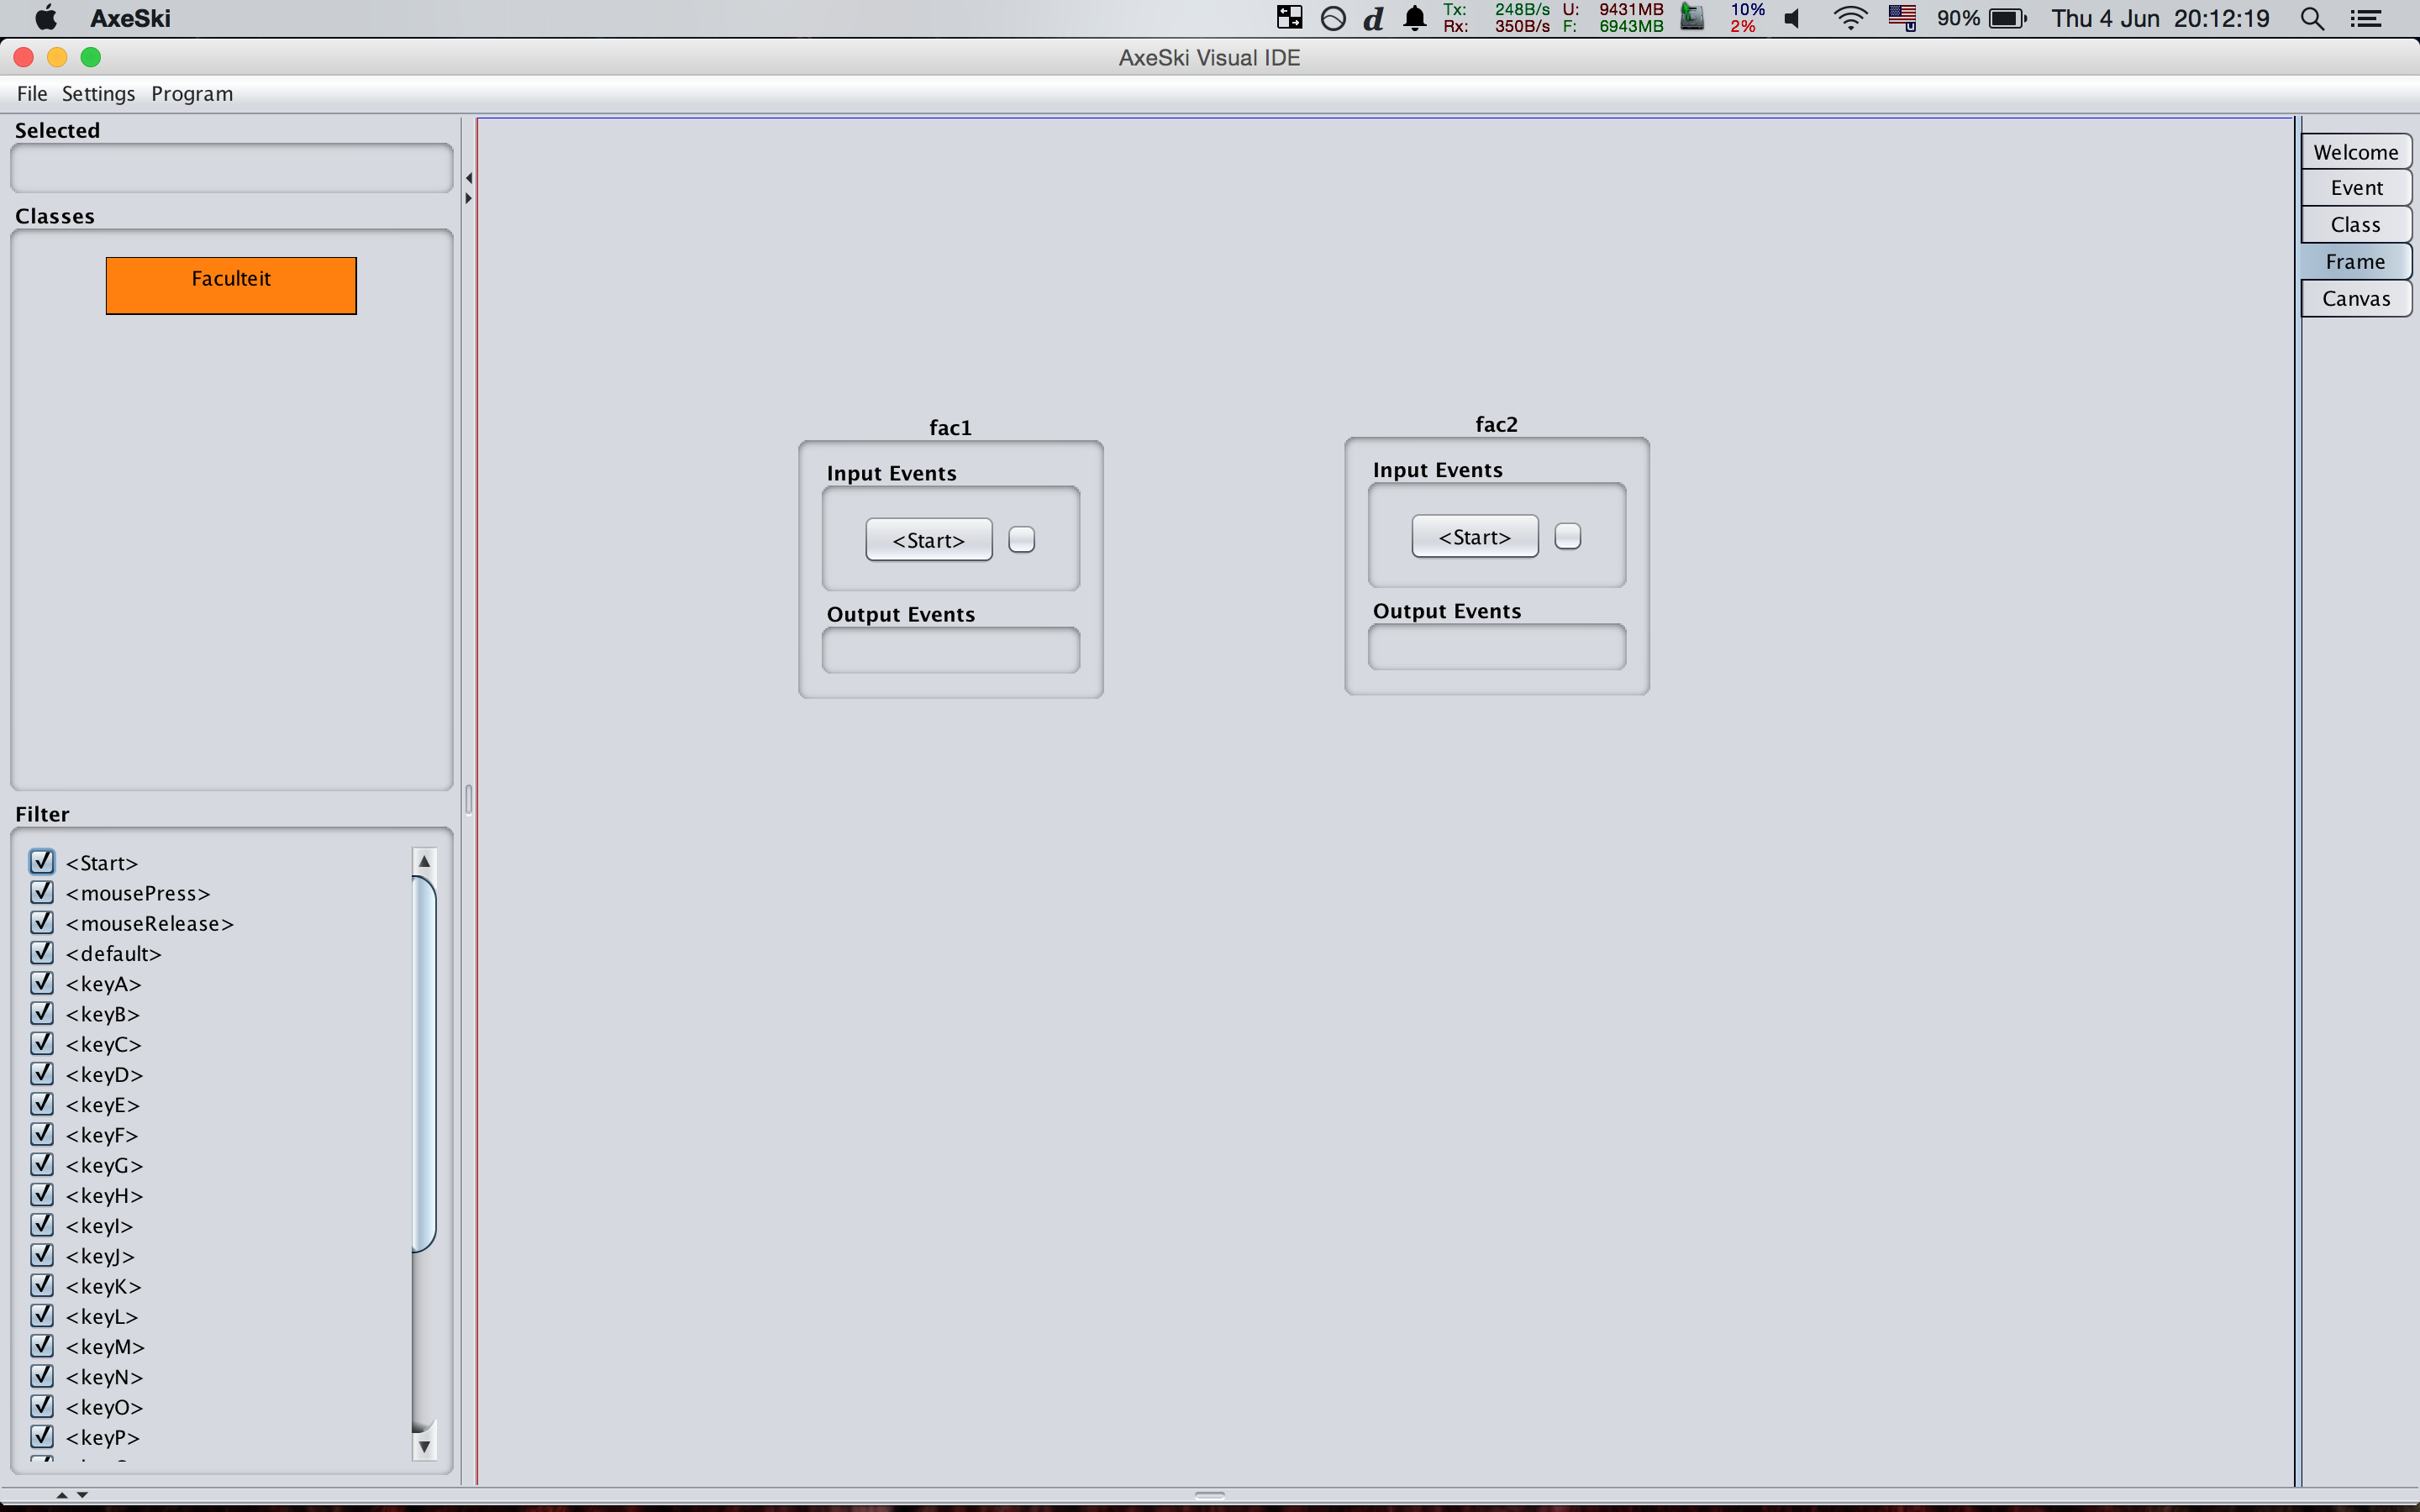 AxeSki
d
Tx: 248B/s U: 9431MB 10%
Rx: 350B/s F: 6943MB 2%
90% Thu 4 Jun 20:12:19
AxeSki Visual IDE
File Settings Program
Selected
Classes
Faculteit
Filter
<Start>
<mousePress>
<mouseRelease>
<default>
<keyA>
<keyB>
<keyC>
<keyD>
<keyE>
<keyF>
<keyG>
<keyH>
<keyI>
<keyJ>
<keyK>
<keyL>
<keyM>
<keyN>
<keyO>
<keyP>
fac1
Input Events
<Start>
Output Events
fac2
Input Events
<Start>
Output Events
Welcome
Event
Class
Frame
Canvas